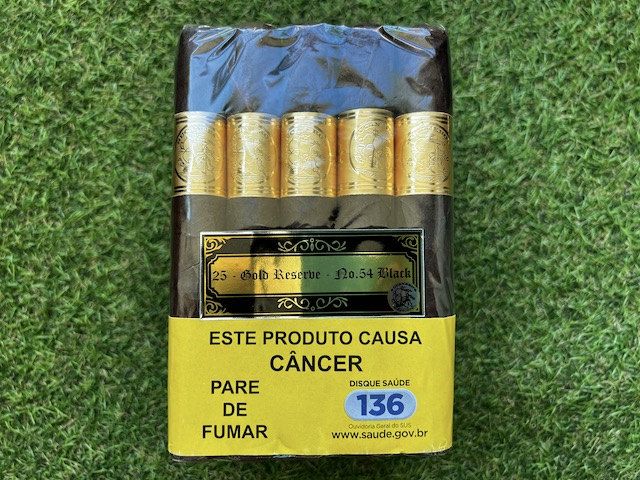 25 - Gold Reserve - No.54 Black
ESTE PRODUTO CAUSA
CÂNCER
PARE
DE
FUMAR
DISQUE SAÚDE
136
Ouvidoria Geral do SUS
www.saude.gov.br